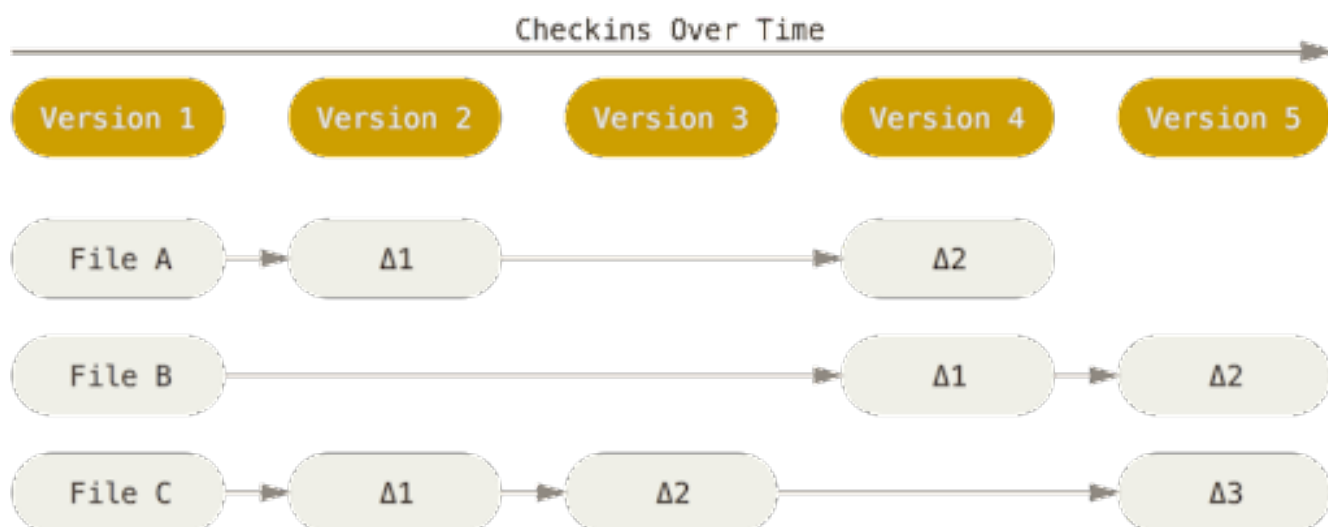 Checkins Over Time
Version 1 Version 2 Version 3 Version 4 Version 5
File A Δ1 Δ2
File B Δ1 Δ2
File C Δ1 Δ2 Δ3